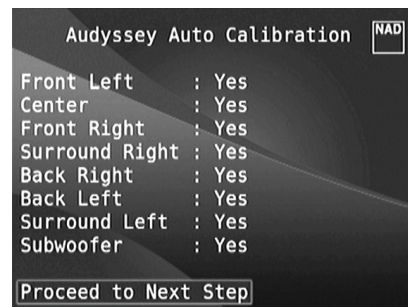 Audyssey Auto Calibration
NAD
Front Left : Yes
Center : Yes
Front Right : Yes
Surround Right : Yes
Back Right : Yes
Back Left : Yes
Surround Left : Yes
Subwoofer : Yes
Proceed to Next Step